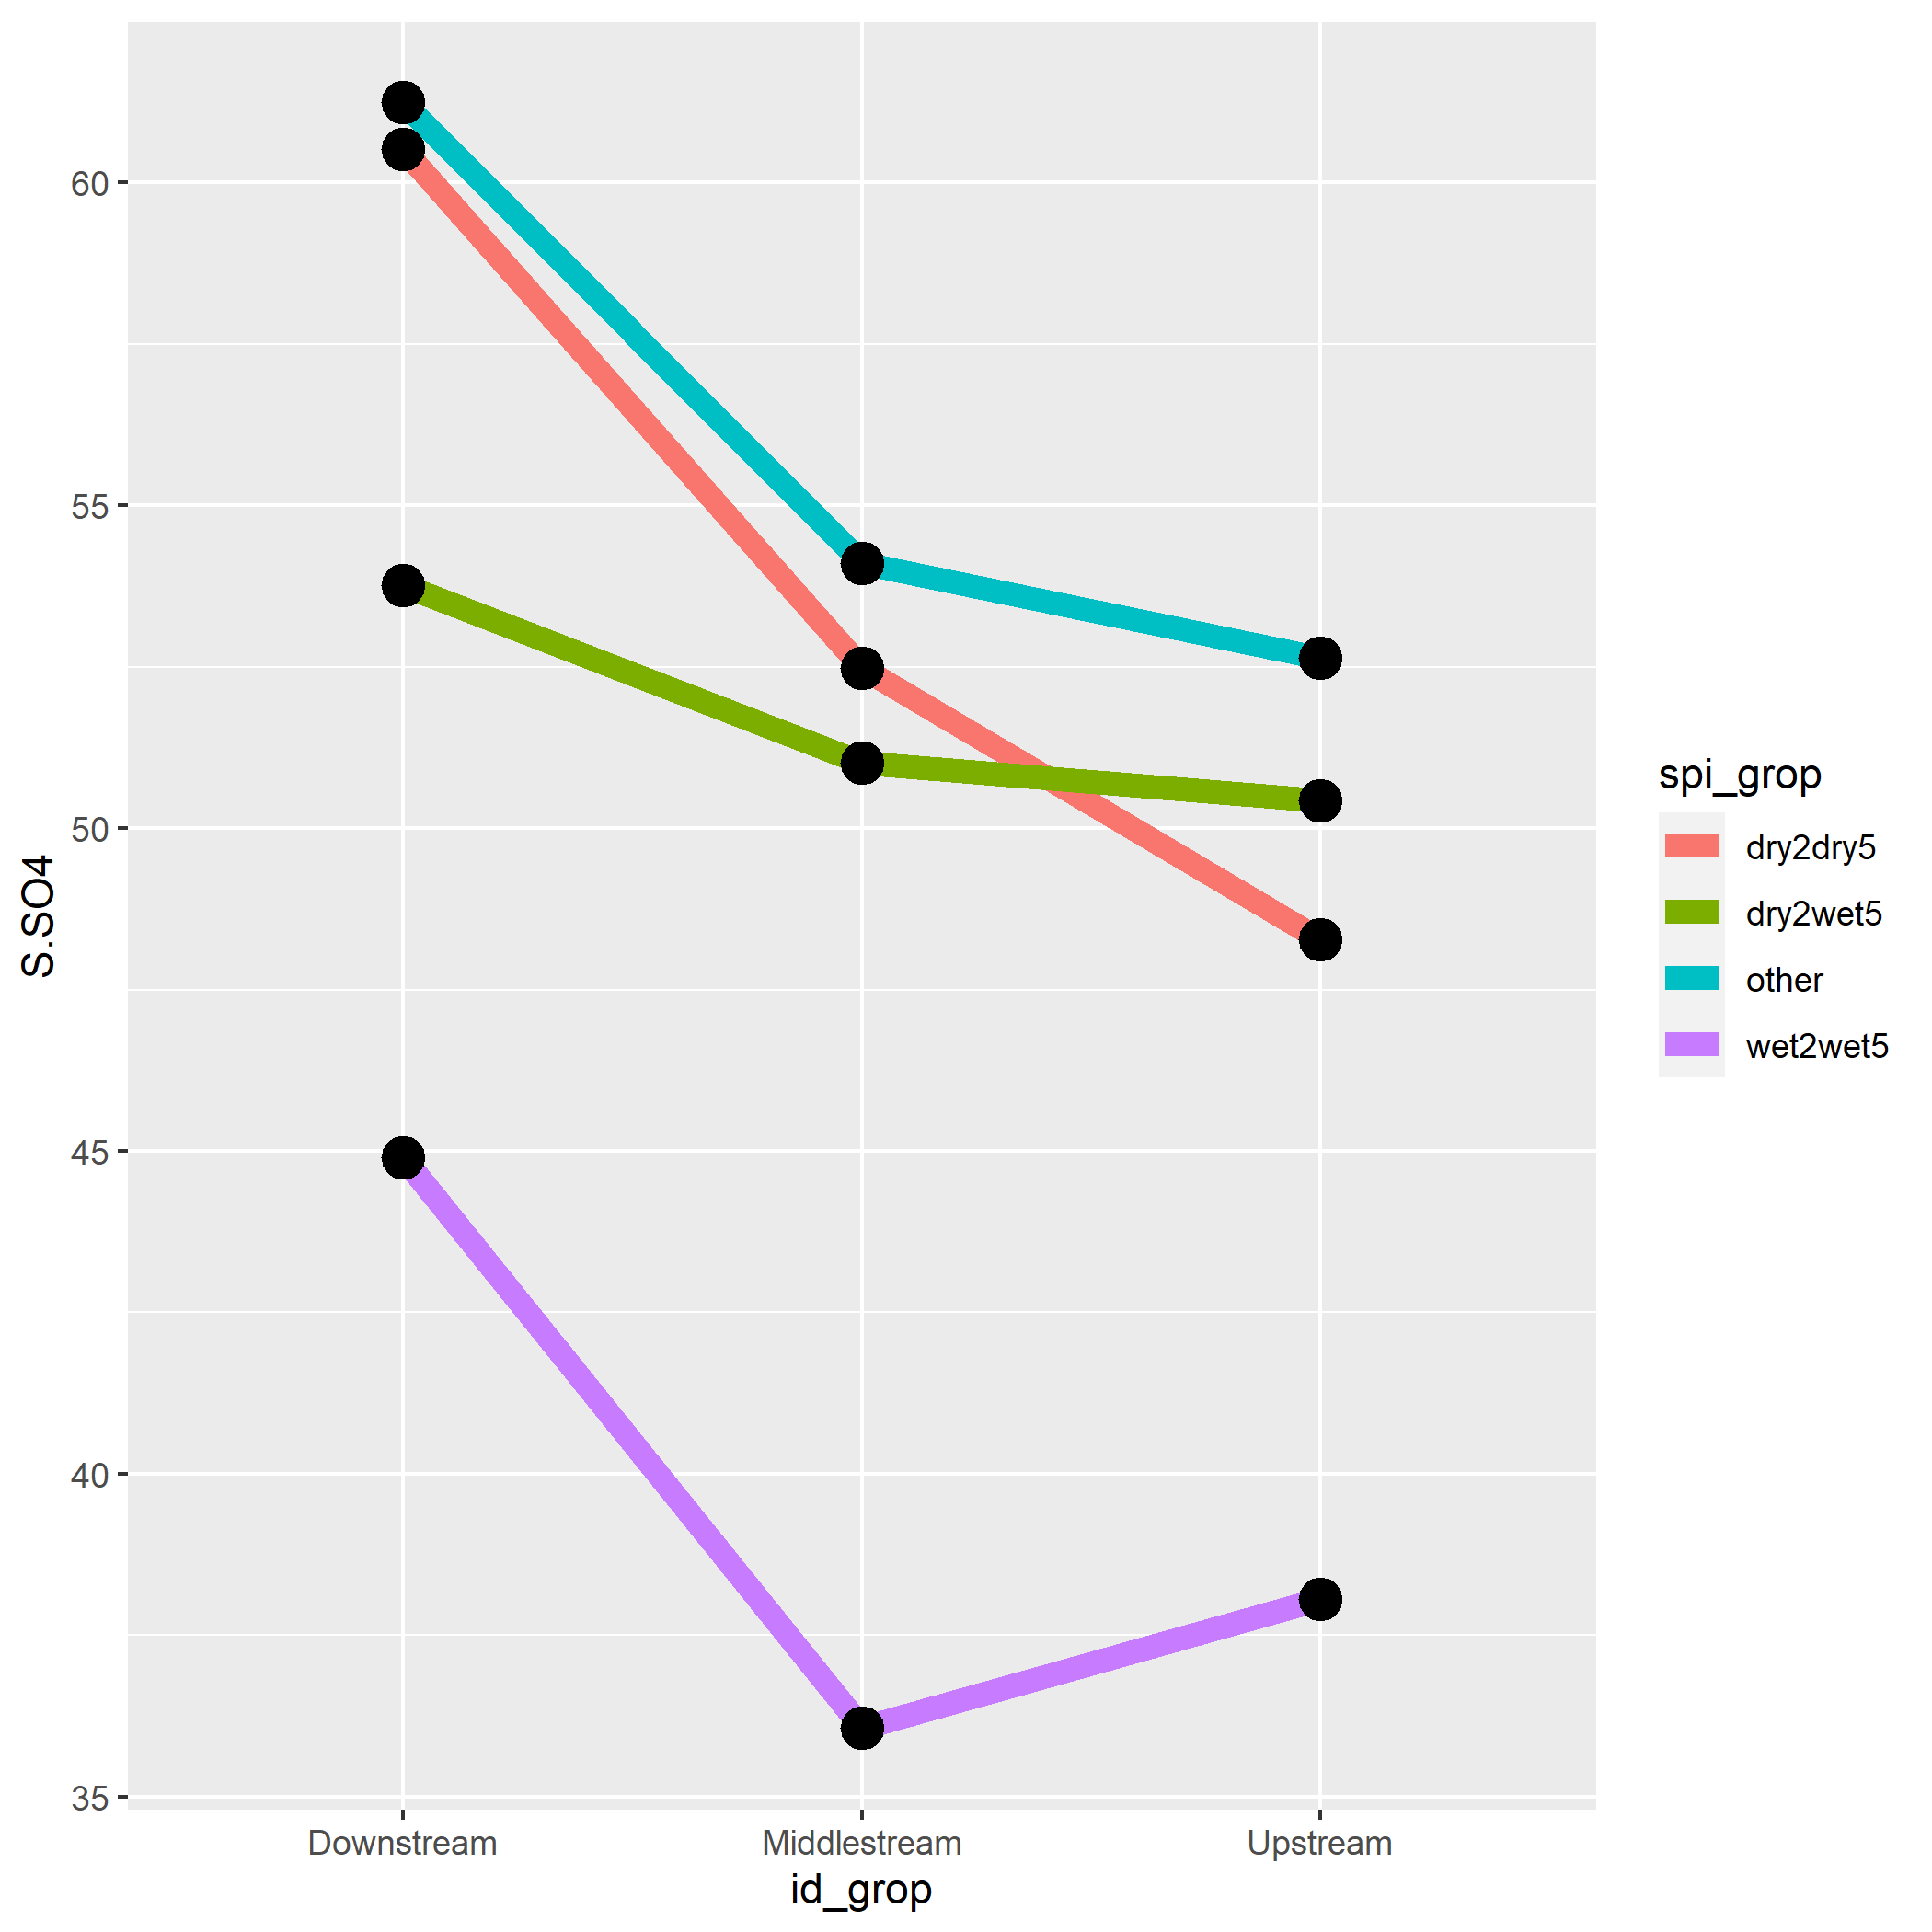 S.SO4
60
55
50
45
40
35
Downstream
Middlestream
Upstream
id_grop
spi_grop
dry2dry5
dry2wet5
other
wet2wet5